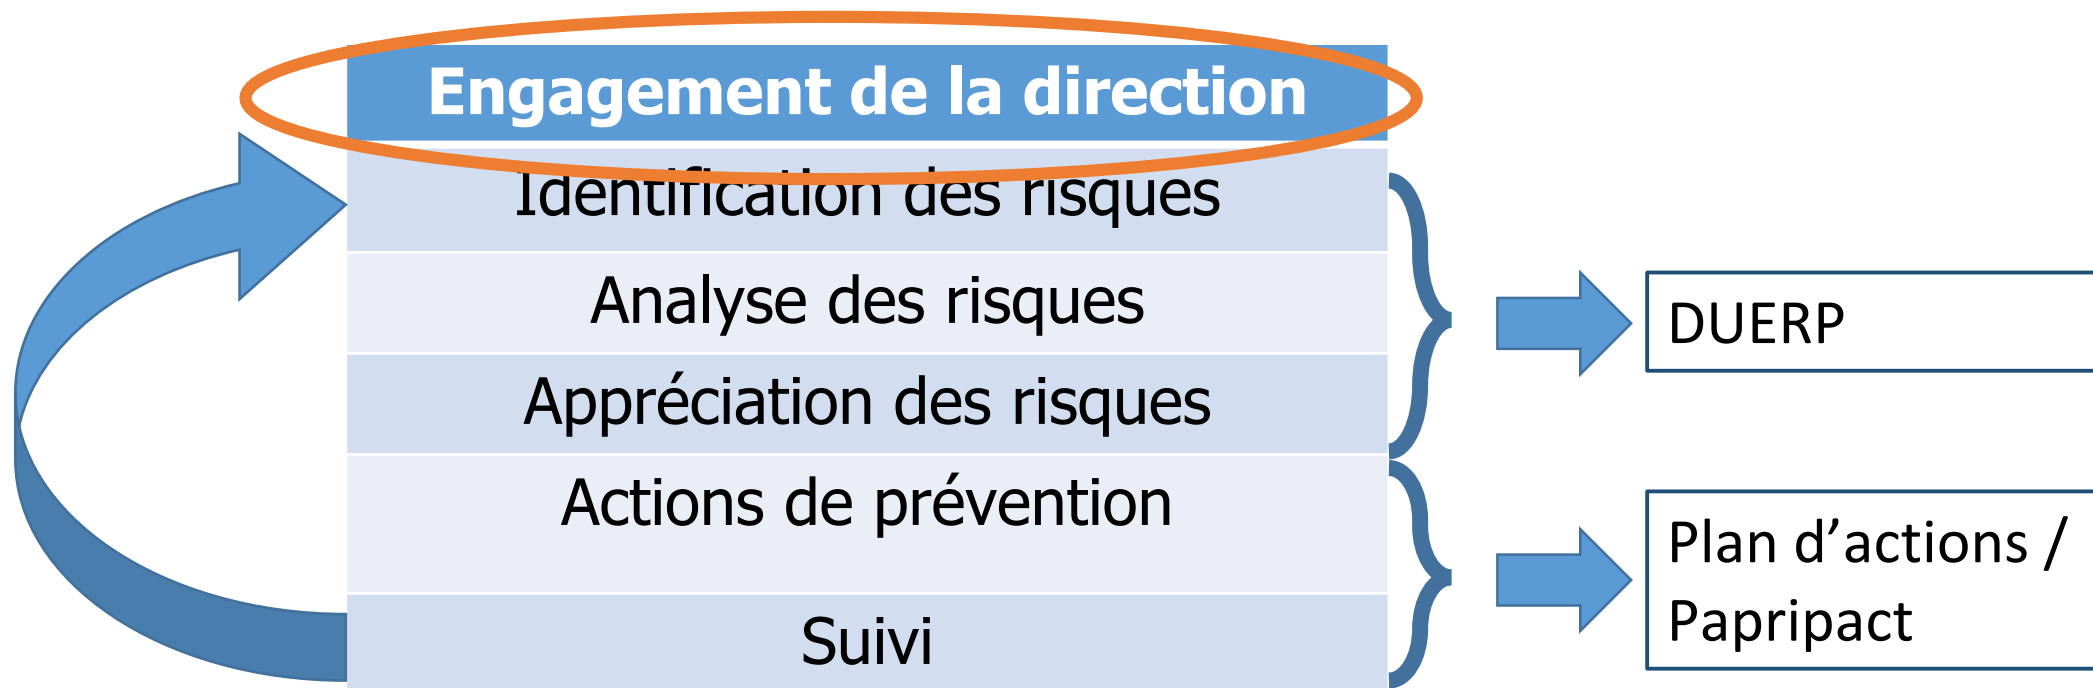 Engagement de la direction
Identification des risques
Analyse des risques
Appréciation des risques
Actions de prévention
Suivi
DUERP
Plan d’actions /
Papripact